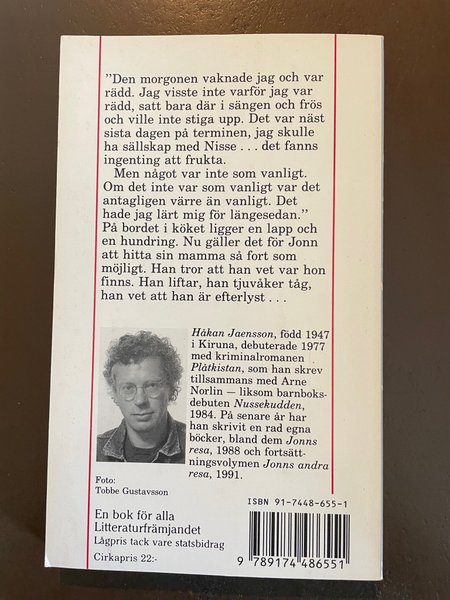 "Den morgonen vaknade jag och var
rädd. Jag visste inte varför jag var
rädd, satt bara där i sängen och frös
och ville inte stiga upp. Det var näst
sista dagen på terminen, jag skulle
ha sällskap med Nisse . . . det fanns
ingenting att frukta.
Men något var inte som vanligt.
Om det inte var som vanligt var det
antagligen värre än vanligt. Det
hade jag lärt mig för längesedan."
På bordet i köket ligger en lapp och
en hundring. Nu gäller det för Jonn
att hitta sin mamma så fort som
möjligt. Han tror att han vet var hon
finns. Han liftar, han tjuvåker tåg,
han vet att han är efterlyst . . .
Håkan Jaensson, född 1947
i Kiruna, debuterade 1977
med kriminalromanen
Plåtkistan, som han skrev
tillsammans med Arne
Norlin — liksom barnboks-
debuten Nussekudden,
1984. På senare år har
han skrivit en rad egna
böcker, bland dem Jonns
resa, 1988 och fortsätt-
ningsvolymen Jonns andra
resa, 1991.
Foto:
Tobbe Gustavsson
En bok för alla
Litteraturfrämjandet
Lågpris tack vare statsbidrag
Cirkapris 22:-
ISBN 91-7448-655-1
9 789174 486551